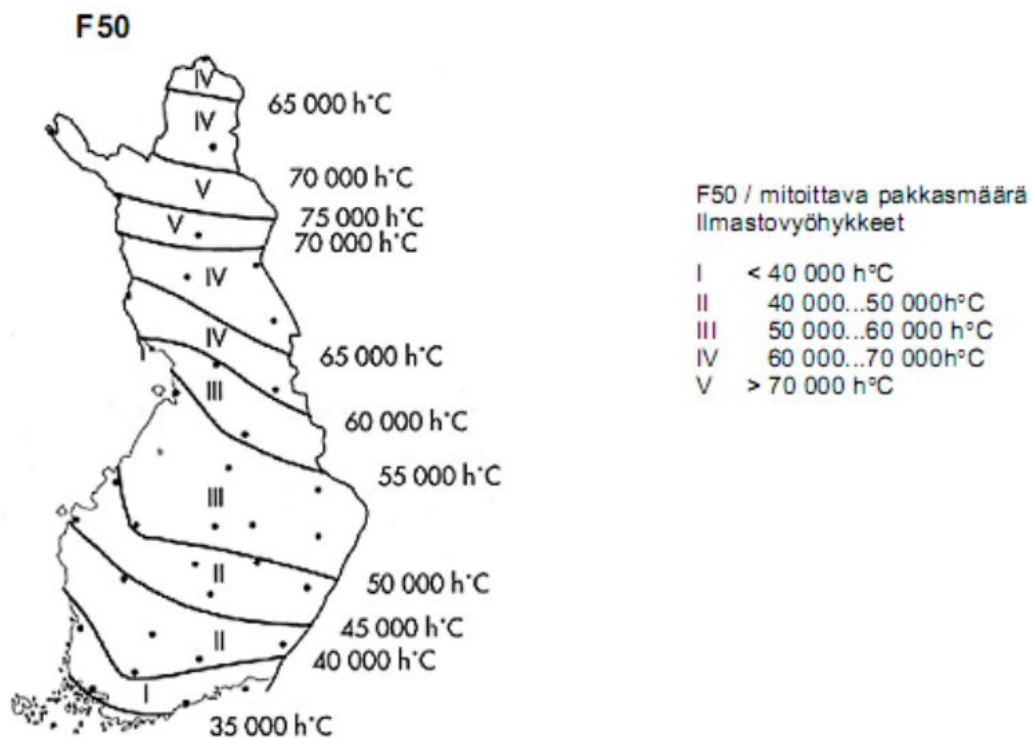 F50
IV
65 000 h°C
IV
70 000 h°C
V
75 000 h°C
V
70 000 h°C
IV
IV
65 000 h°C
III
60 000 h°C
55 000 h°C
III
II
50 000 h°C
45 000 h°C
II
40 000 h°C
I
35 000 h°C
F50 / mitoittava pakkasmäärä
Ilmastovyöhykkeet
I < 40 000 h°C
II 40 000...50 000h°C
III 50 000...60 000 h°C
IV 60 000...70 000h°C
V > 70 000 h°C